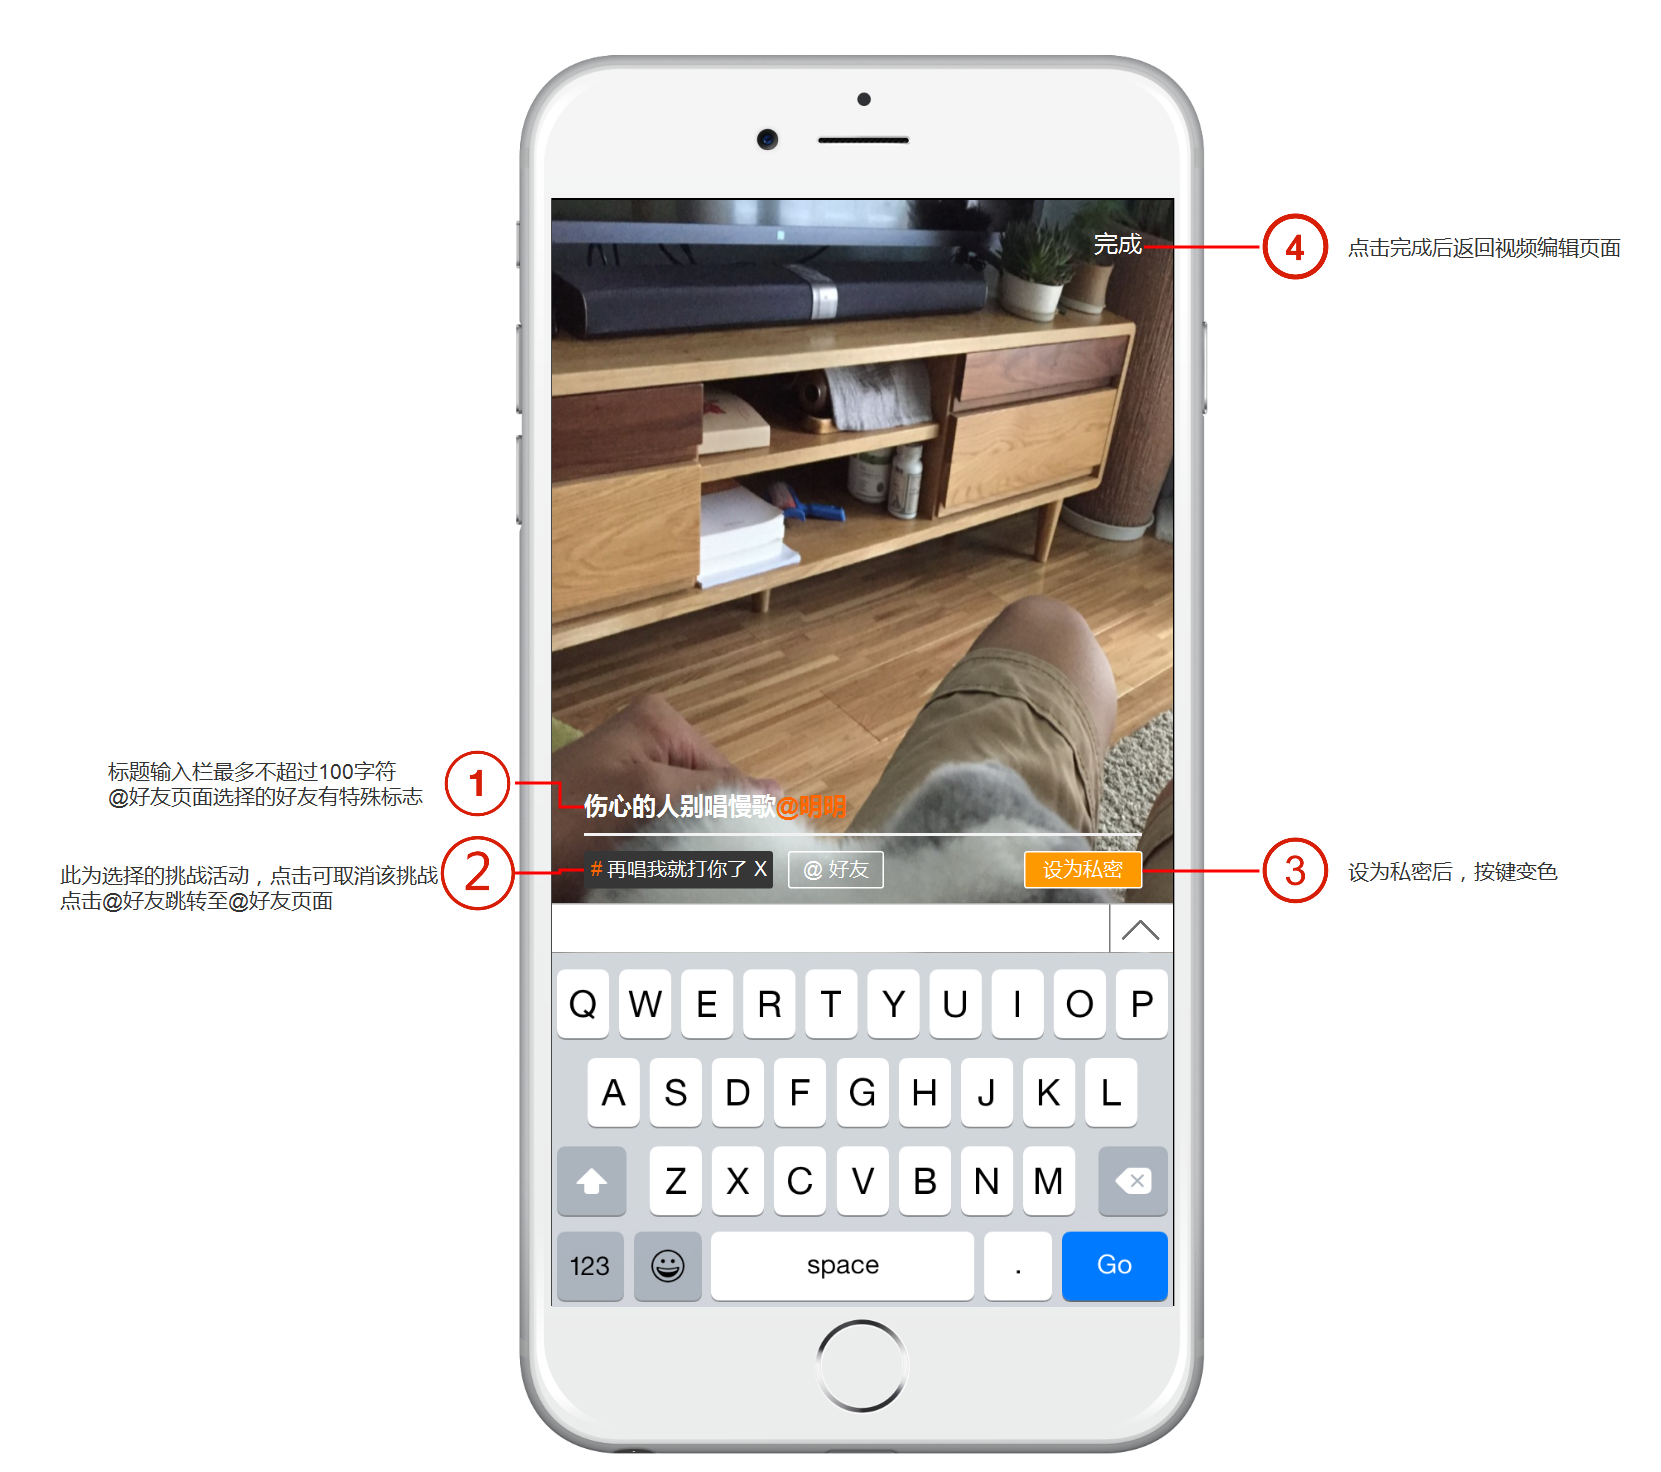 完成
4
点击完成后返回视频编辑页面
标题输入栏最多不超过100字符
@好友页面选择的好友有特殊标志
1
伤心的人别唱慢歌@明明
此为选择的挑战活动，点击可取消该挑战
点击@好友跳转至@好友页面
2
# 再唱我就打你了 X
@ 好友
设为私密
3
设为私密后，按键变色
Q W E R T Y U I O P
A S D F G H J K L
Z X C V B N M
123 space . Go